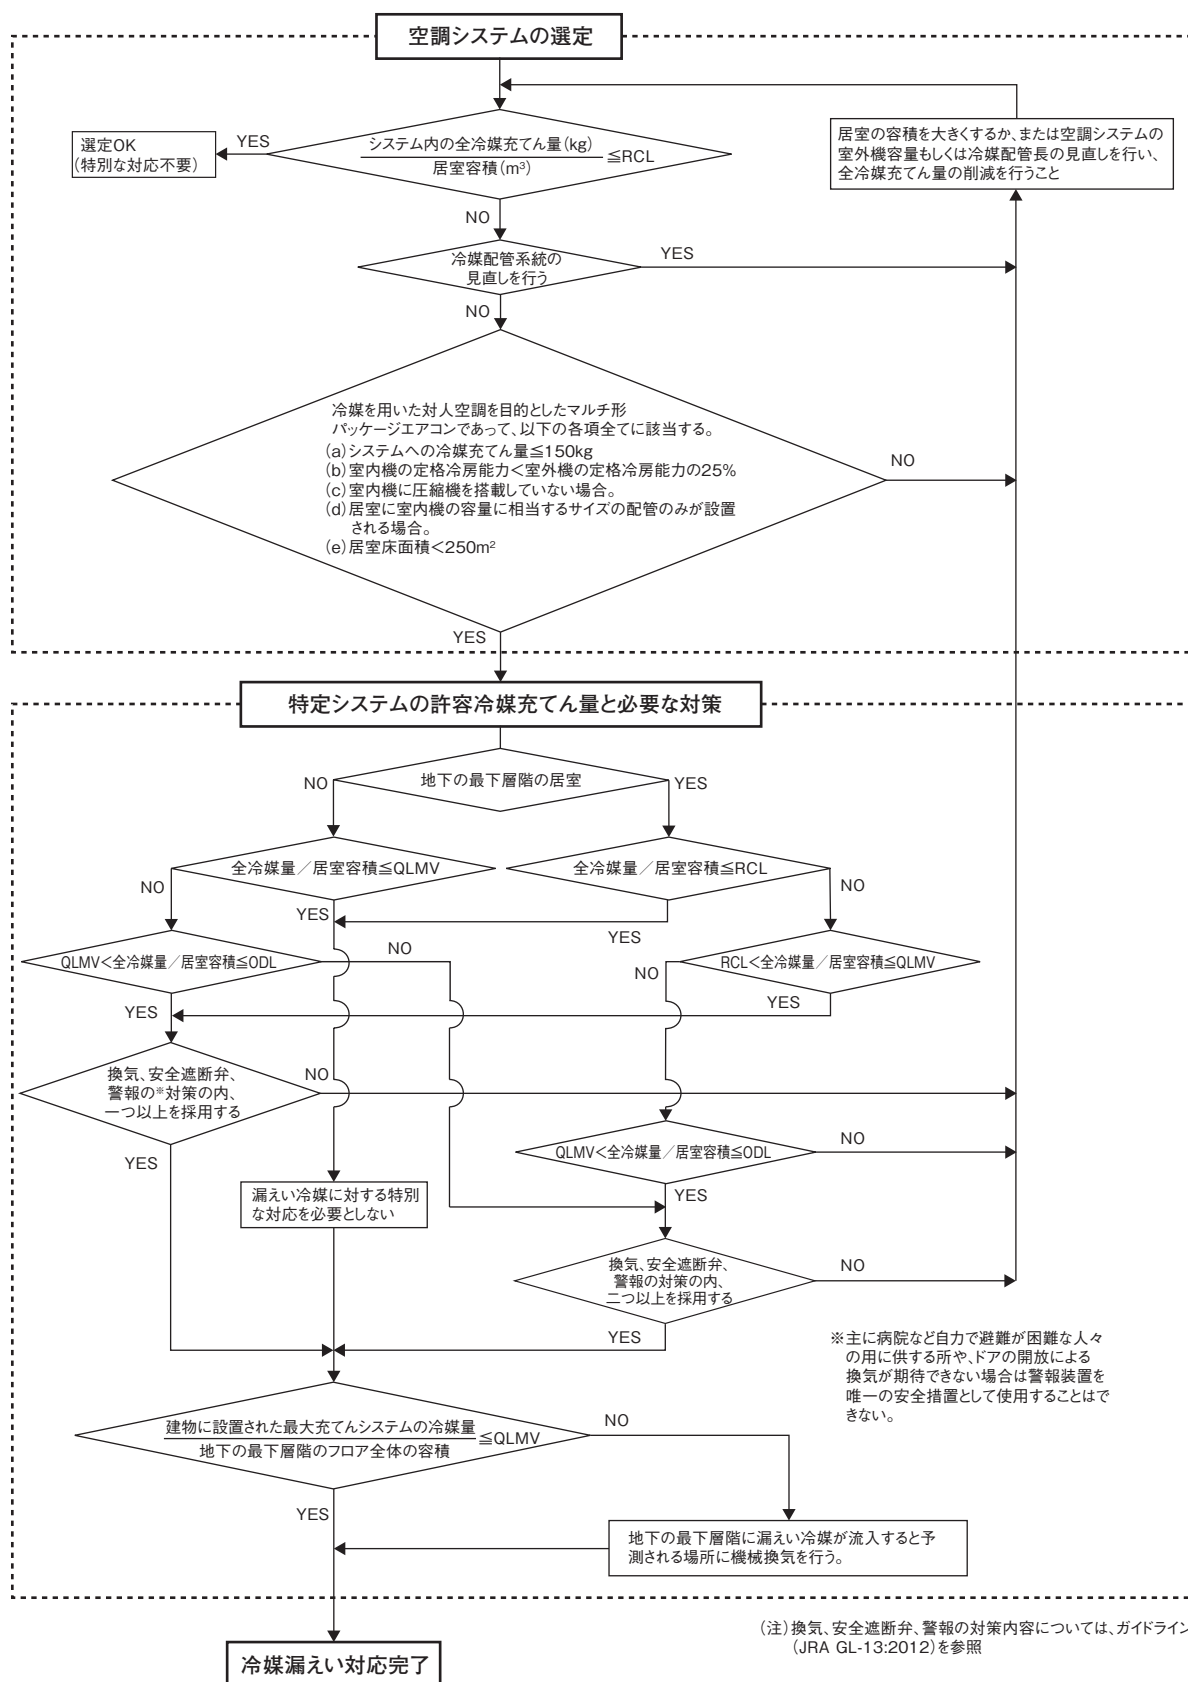 空調システムの選定
選定OK
(特別な対応不要)
YES
システム内の全冷媒充てん量(kg)
居室容積(m³)
≦RCL
居室の容積を大きくするか、または空調システムの
室外機容量もしくは冷媒配管長の見直しを行い、
全冷媒充てん量の削減を行うこと
NO
冷媒配管系統の
見直しを行う
YES
NO
冷媒を用いた対人空調を目的としたマルチ形
パッケージエアコンであって、以下の各項全てに該当する。
(a)システムへの冷媒充てん量≦150kg
(b)室内機の定格冷房能力<室外機の定格冷房能力の25%
(c)室内機に圧縮機を搭載していない場合。
(d)居室に室内機の容量に相当するサイズの配管のみが設置
される場合。
(e)居室床面積<250m²
NO
YES
特定システムの許容冷媒充てん量と必要な対策
NO
地下の最下層階の居室
YES
全冷媒量/居室容積≦QLMV
全冷媒量/居室容積≦RCL
NO
NO
YES
YES
QLMV<全冷媒量/居室容積≦ODL
NO
NO
RCL<全冷媒量/居室容積≦QLMV
YES
YES
換気、安全遮断弁、
警報の※対策の内、
一つ以上を採用する
NO
QLMV<全冷媒量/居室容積≦ODL
NO
YES
YES
漏えい冷媒に対する特別
な対応を必要としない
換気、安全遮断弁、
警報の対策の内、
二つ以上を採用する
NO
YES
※主に病院など自力で避難が困難な人々
の用に供する所や、ドアの開放による
換気が期待できない場合は警報装置を
唯一の安全措置として使用することはで
きない。
建物に設置された最大充てんシステムの冷媒量
地下の最下層階のフロア全体の容積
≦QLMV
NO
YES
地下の最下層階に漏えい冷媒が流入すると予
測される場所に機械換気を行う。
(注)換気、安全遮断弁、警報の対策内容については、ガイドライン
(JRA GL-13:2012)を参照
冷媒漏えい対応完了